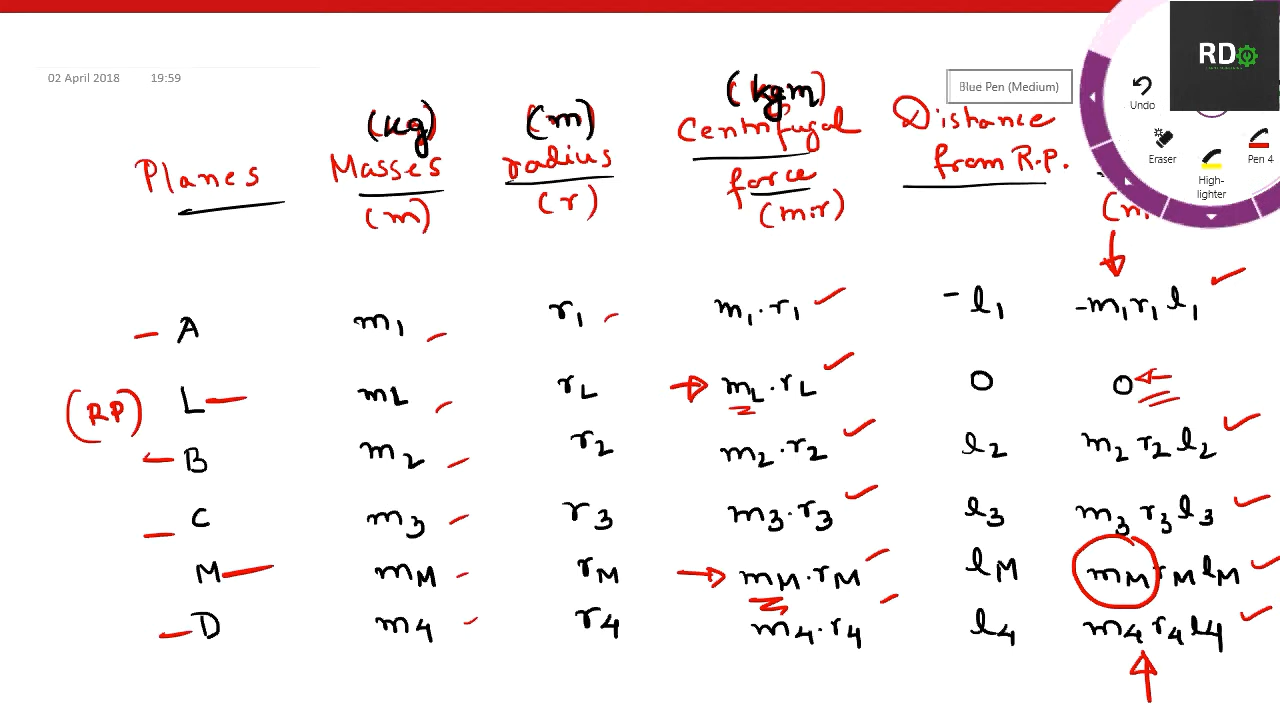 RD
02 April 2018 19:59
Blue Pen (Medium)
Undo
Eraser
High-
lighter
Pen 4
(kg) (m) (kgm)
Planes Masses radius Centrifugal Distance
(m) (r) force from R.P.
(m.r) (m.
A m1 r1 m1.r1 -l1 -m1r1l1
(RP) L mL rL mL.rL 0 0
B m2 r2 m2.r2 l2 m2r2l2
C m3 r3 m3.r3 l3 m3r3l3
M mM rM mM.rM lM mMrMlM
D m4 r4 m4.r4 l4 m4r4l4